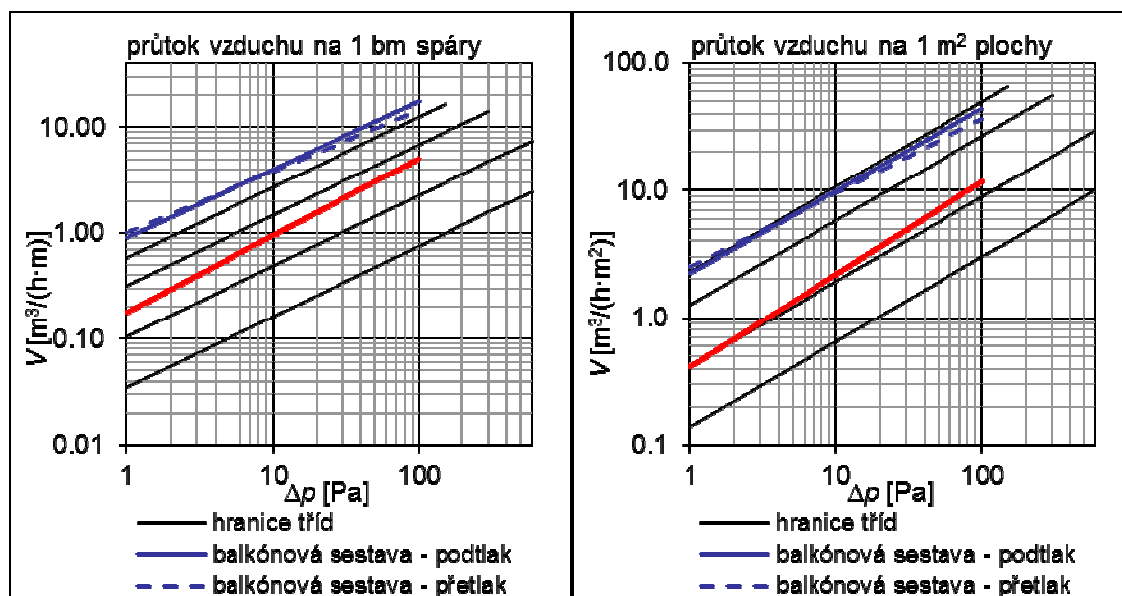 průtok vzduchu na 1 bm spáry
10.00
1.00
0.10
0.01
V [m³/(h·m)]
1
10
100
Δp [Pa]
hranice tříd
balkónová sestava - podtlak
balkónová sestava - přetlak
průtok vzduchu na 1 m² plochy
100.0
10.0
1.0
0.1
V [m³/(h·m²)]
1
10
100
Δp [Pa]
hranice tříd
balkónová sestava - podtlak
balkónová sestava - přetlak